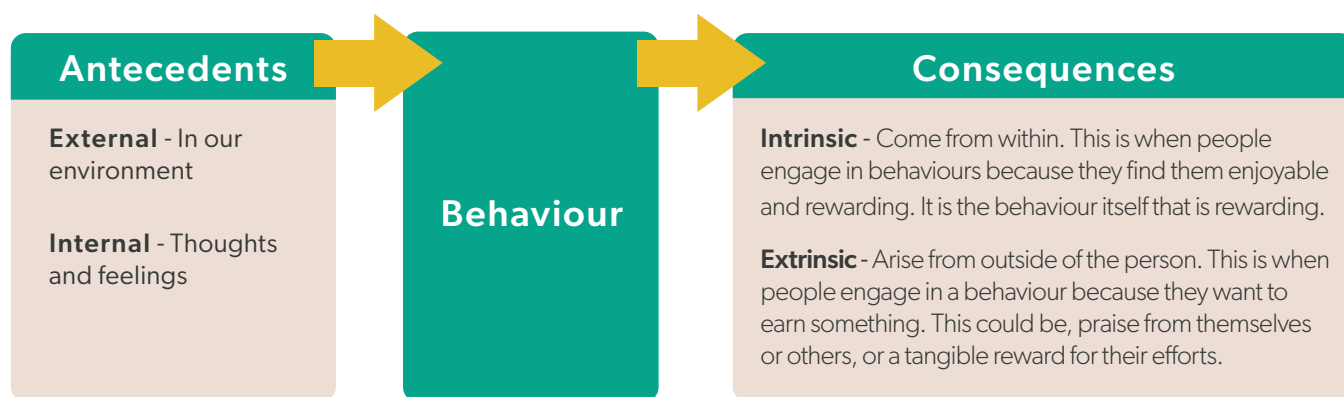 Antecedents
External - In our
environment
Internal - Thoughts
and feelings
Behaviour
Consequences
Intrinsic - Come from within. This is when people
engage in behaviours because they find them enjoyable
and rewarding. It is the behaviour itself that is rewarding.
Extrinsic - Arise from outside of the person. This is when
people engage in a behaviour because they want to
earn something. This could be, praise from themselves
or others, or a tangible reward for their efforts.